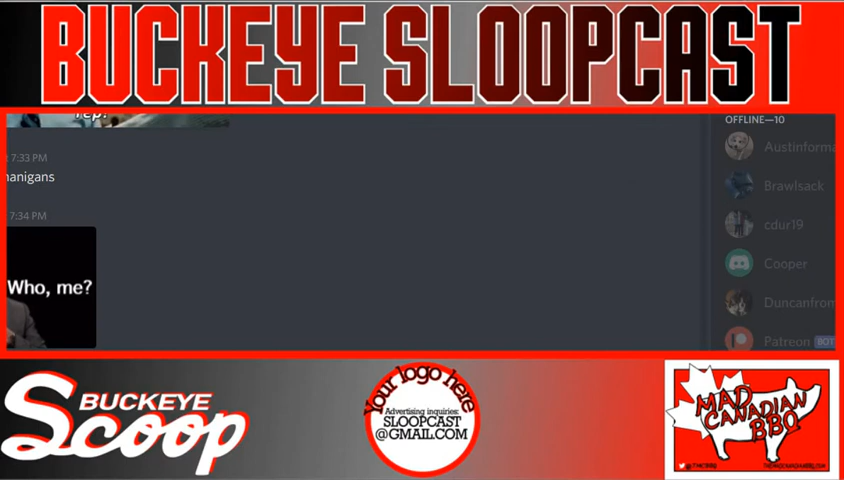 BUCKEYE SLOOPCAST
OFFLINE—10
7:33 PM
nanigans
7:34 PM
Who, me?
Austinforma
Brawlsack
cdur19
Cooper
Duncanfrom
Patreon BOT
BUCKEYE
Scoop
Your logo here
Advertising inquiries:
SLOOPCAST
@GMAIL.COM
MAD
CANADIAN
BBQ